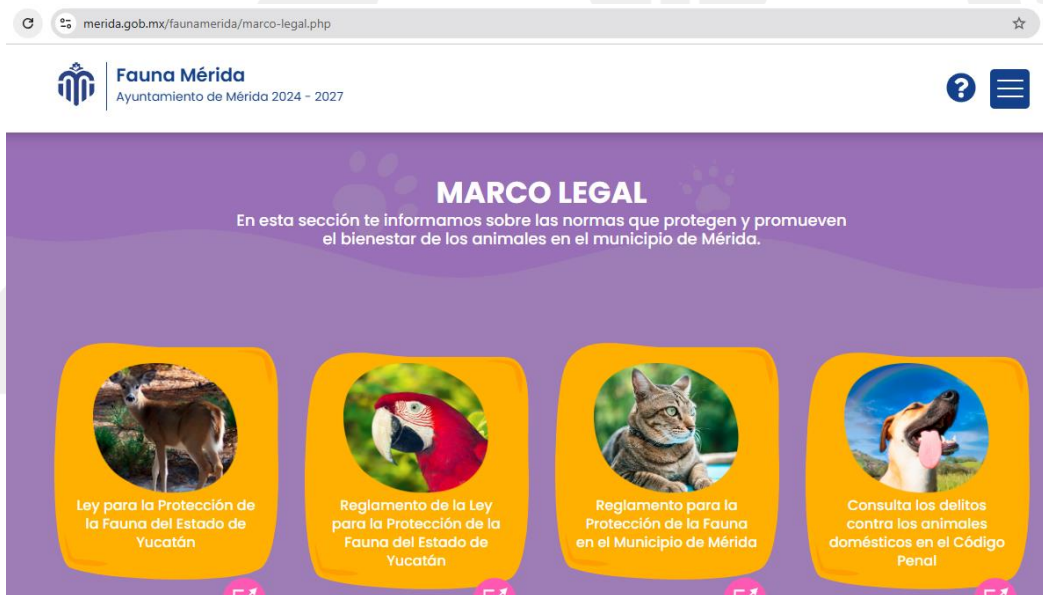 merida.gob.mx/faunamerida/marco-legal.php
Fauna Mérida
Ayuntamiento de Mérida 2024 - 2027
?
MARCO LEGAL
En esta sección te informamos sobre las normas que protegen y promueven
el bienestar de los animales en el municipio de Mérida.
Ley para la Protección de
la Fauna del Estado de
Yucatán
Reglamento de la Ley
para la Protección de la
Fauna del Estado de
Yucatán
Reglamento para la
Protección de la Fauna
en el Municipio de Mérida
Consulta los delitos
contra los animales
domésticos en el Código
Penal